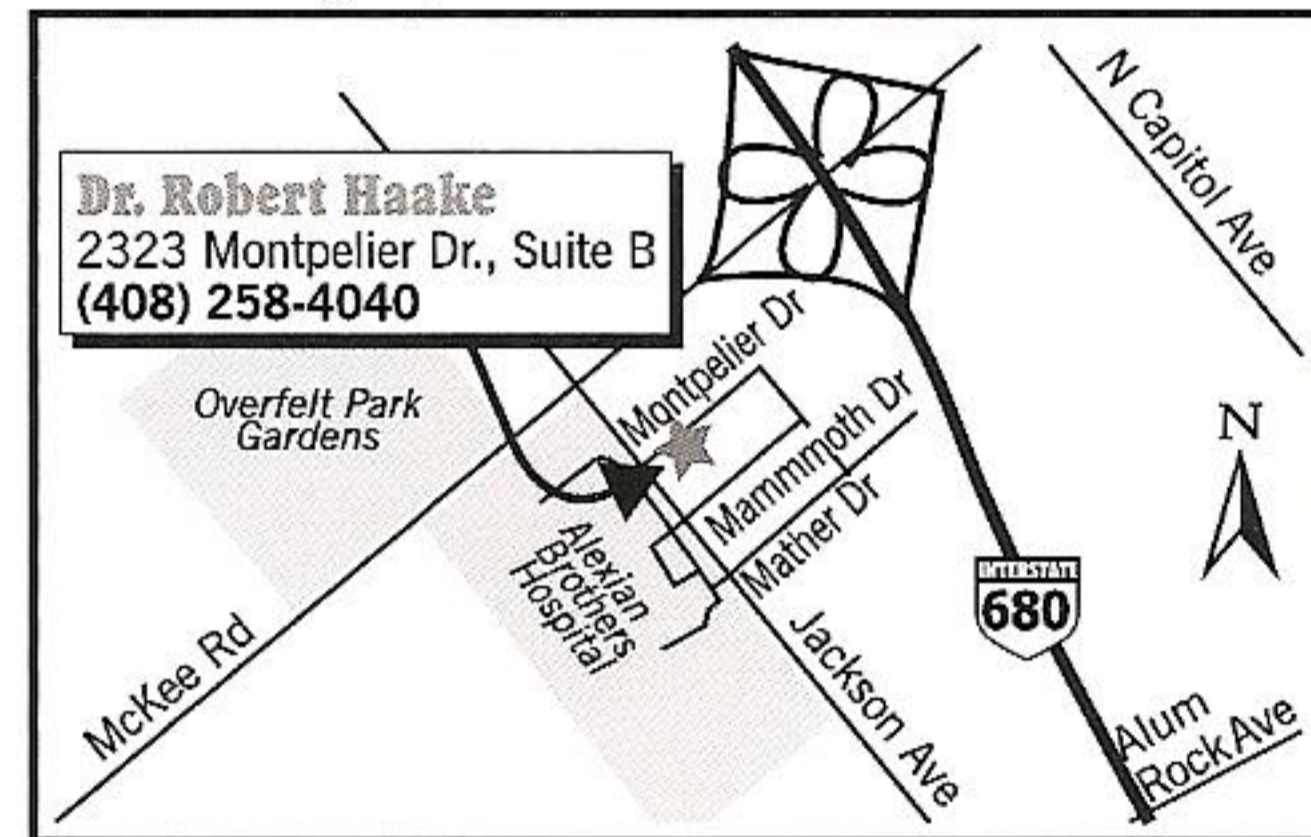 Dr. Robert Haake
2323 Montpelier Dr., Suite B
(408) 258-4040
N Capitol Ave
Overfelt Park
Gardens
Montpelier Dr
Mammmoth Dr
Mather Dr
N
Alexian
Brothers
Hospital
INTERSTATE
680
McKee Rd
Jackson Ave
Alum
Rock Ave